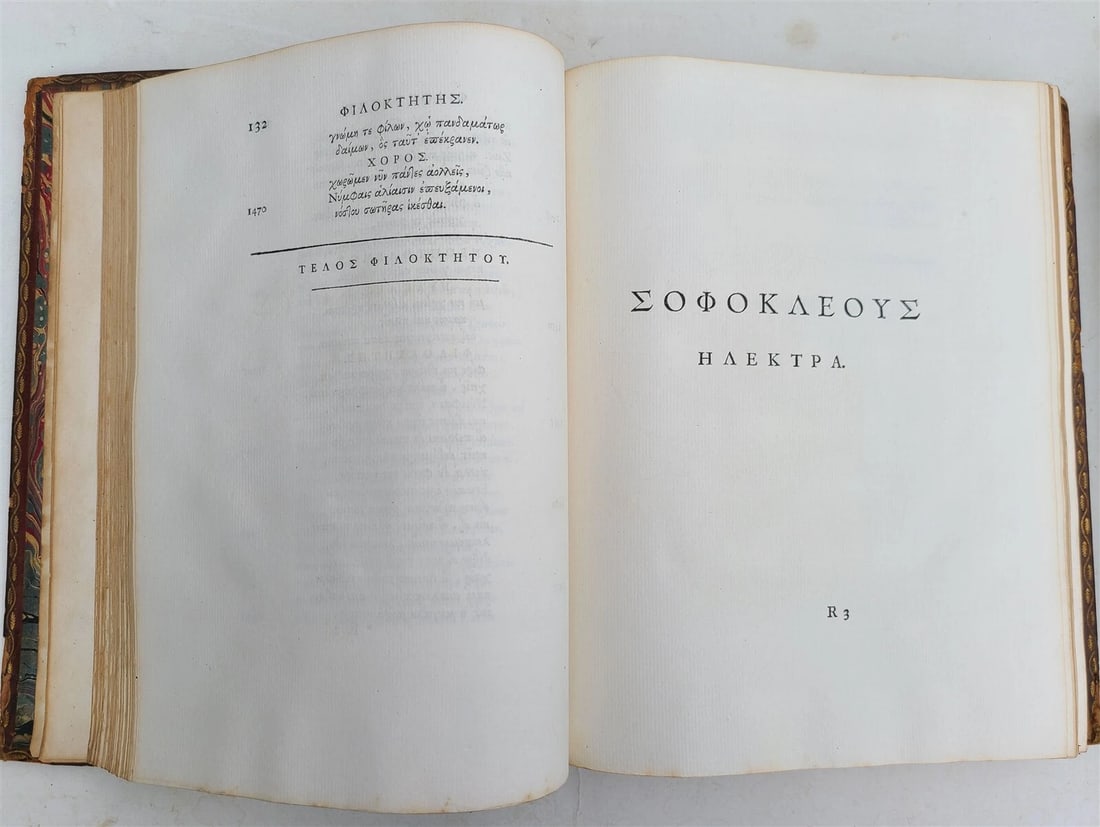 132
ΦΙΛΟΚΤΗΤΗΣ.
γνώμη τε φίλων, χᾠ πανδαμάτωρ
δαίμων, ὃς ταῦτ᾽ ἐπέκρανεν.
ΧΟΡΟΣ.
χωρῶμεν νῦν πάντες ἀολλεῖς,
Νύμφαις ἁλίαισιν ἐπευξάμενοι,
1470 νόστου σωτῆρας ἱκέσθαι.
ΤΕΛΟΣ ΦΙΛΟΚΤΗΤΟΥ.
ΣΟΦΟΚΛΕΟΥΣ
ΗΛΕΚΤΡΑ.
R 3